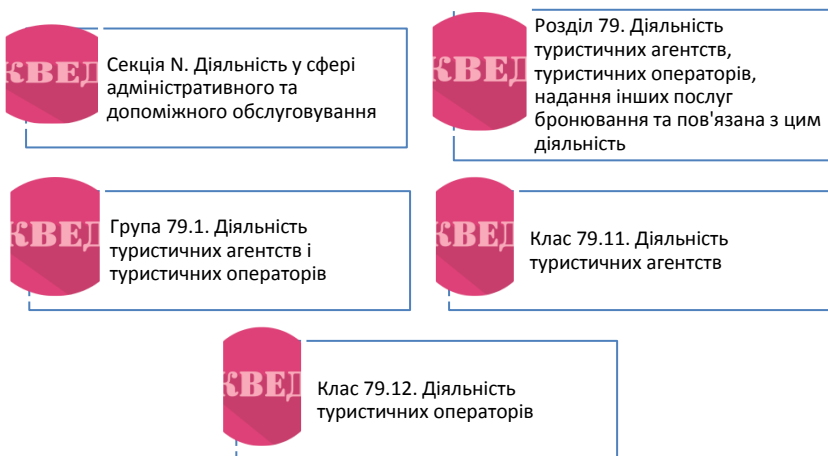 КВЕД
Секція N. Діяльність у сфері
адміністративного та
допоміжного обслуговування
КВЕД
Розділ 79. Діяльність
туристичних агентств,
туристичних операторів,
надання інших послуг
бронювання та пов'язана з цим
діяльність
КВЕД
Група 79.1. Діяльність
туристичних агентств і
туристичних операторів
КВЕД
Клас 79.11. Діяльність
туристичних агентств
КВЕД
Клас 79.12. Діяльність
туристичних операторів